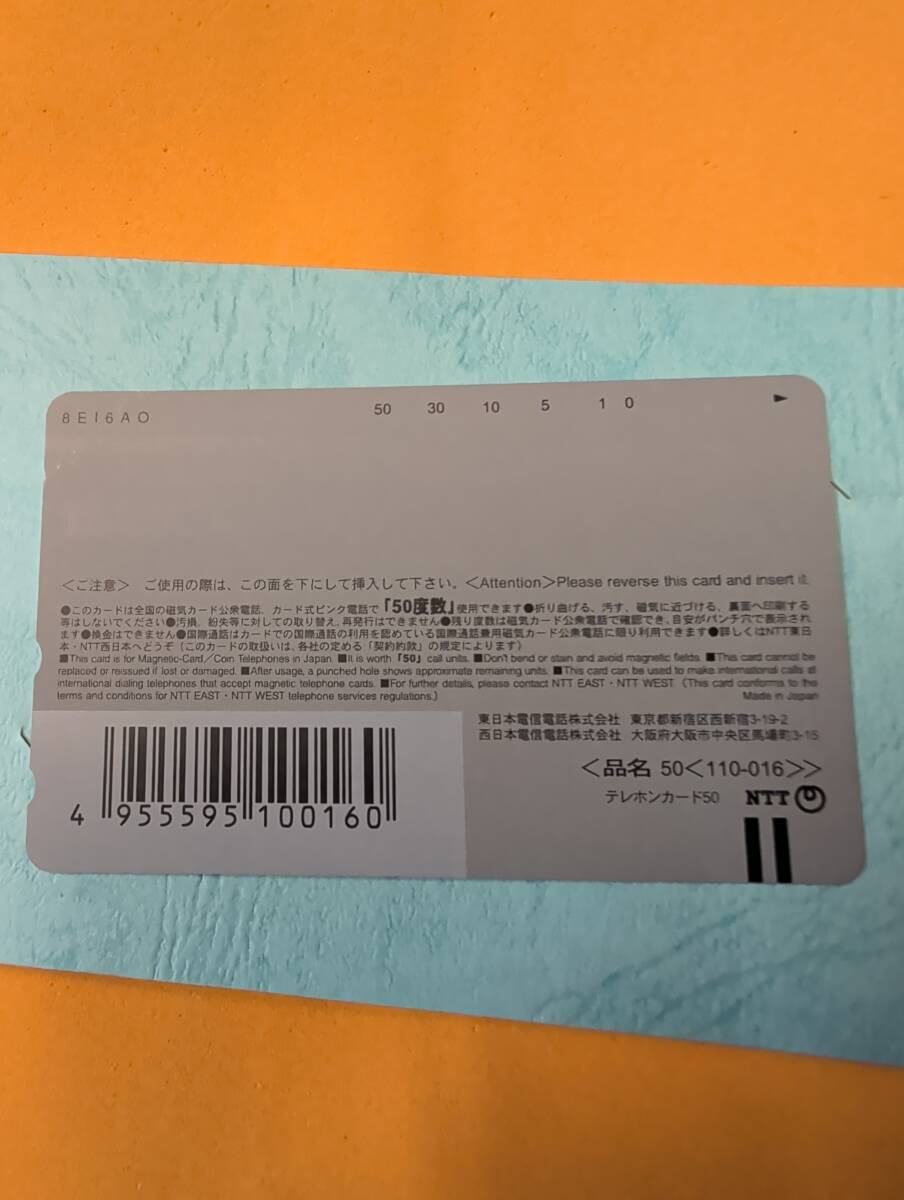 8EI6AO
50 30 10 5 1 0
<ご注意> ご使用の際は、この面を下にして挿入して下さい。<Attention>Please reverse this card and insert it.
●このカードは全国の磁気カード公衆電話、カード式ピンク電話で「50度数」使用できます●折り曲げる、汚す、磁気に近づける、裏面へ印刷する
等はしないでください●汚損、紛失等に対しての取り替え、再発行はできません●残り度数は磁気カード公衆電話で確認でき、目安がパンチ穴で表示され
ます●換金はできません●国際通話はカードでの国際通話の利用を認めている国際通話兼用磁気カード公衆電話に限り利用できます●詳しくはNTT東日
本・NTT西日本へどうぞ(このカードの取扱いは、各社の定める「契約約款」の規定によります)
■This card is for Magnetic-Card/Coin Telephones in Japan. ■It is worth「50」call units. ■Don't bend or stain and avoid magnetic fields. ■This card cannot be
replaced or reissued if lost or damaged. ■After usage, a punched hole shows approximate remaining units. ■This card can be used to make international calls at
international dialing telephones that accept magnetic telephone cards. ■For further details, please contact NTT EAST・NTT WEST. (This card conforms to the
terms and conditions for NTT EAST・NTT WEST telephone services regulations.) Made in Japan
東日本電信電話株式会社 東京都新宿区西新宿3-19-2
西日本電信電話株式会社 大阪府大阪市中央区馬場町3-15
<品名 50<110-016>>
テレホンカード50 NTT
4 955595 100160